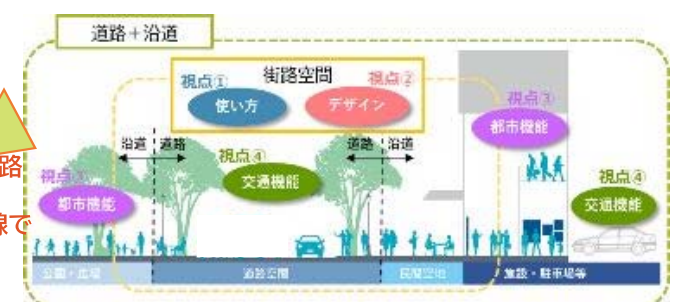 道路＋沿道
街路空間
視点①
使い方
視点②
デザイン
視点③
都市機能
沿道
道路
視点④
交通機能
道路
沿道
視点
都市機能
視点④
交通機能
路
線で
公園・広場
道路空間
民間空地
施設・駐車場等